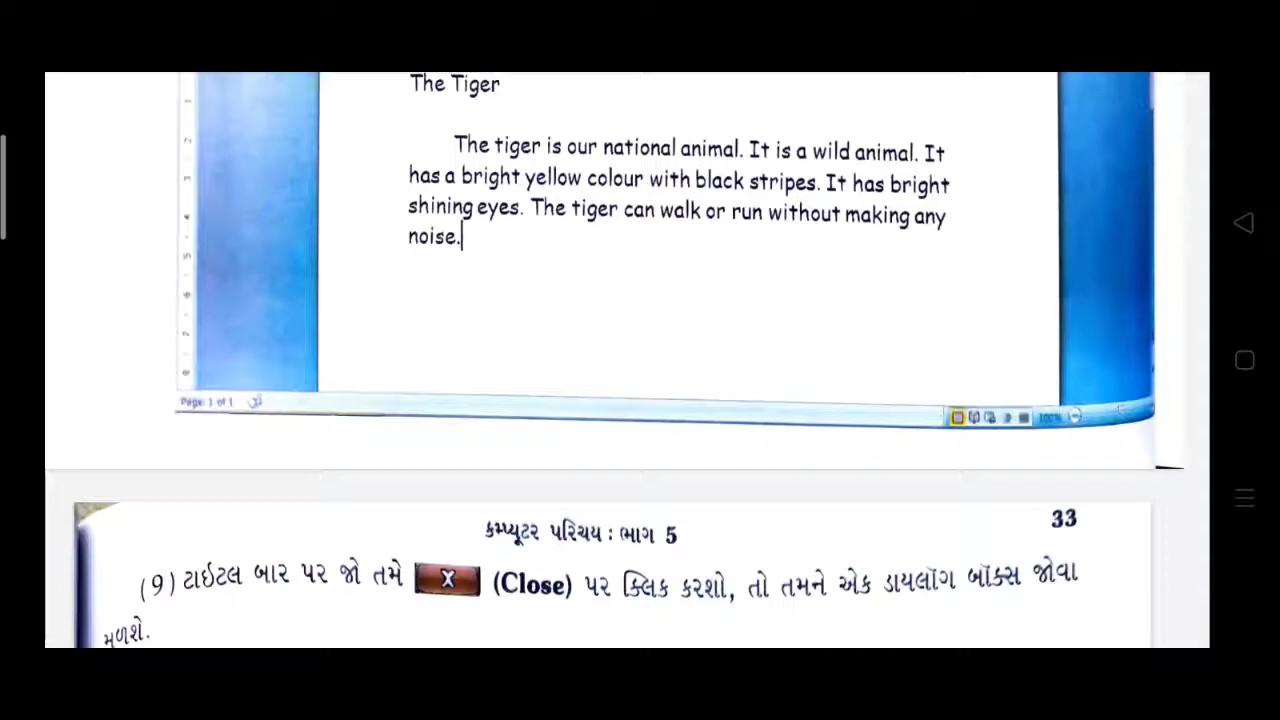 The Tiger
The tiger is our national animal. It is a wild animal. It
has a bright yellow colour with black stripes. It has bright
shining eyes. The tiger can walk or run without making any
noise.
Page: 1 of 1
100%
કમ્પ્યૂટર પરિચય : ભાગ 5
33
(9) ટાઇટલ બાર પર જો તમે X (Close) પર ક્લિક કરશો, તો તમને એક ડાયલૉગ બૉક્સ જોવા
મળશે.